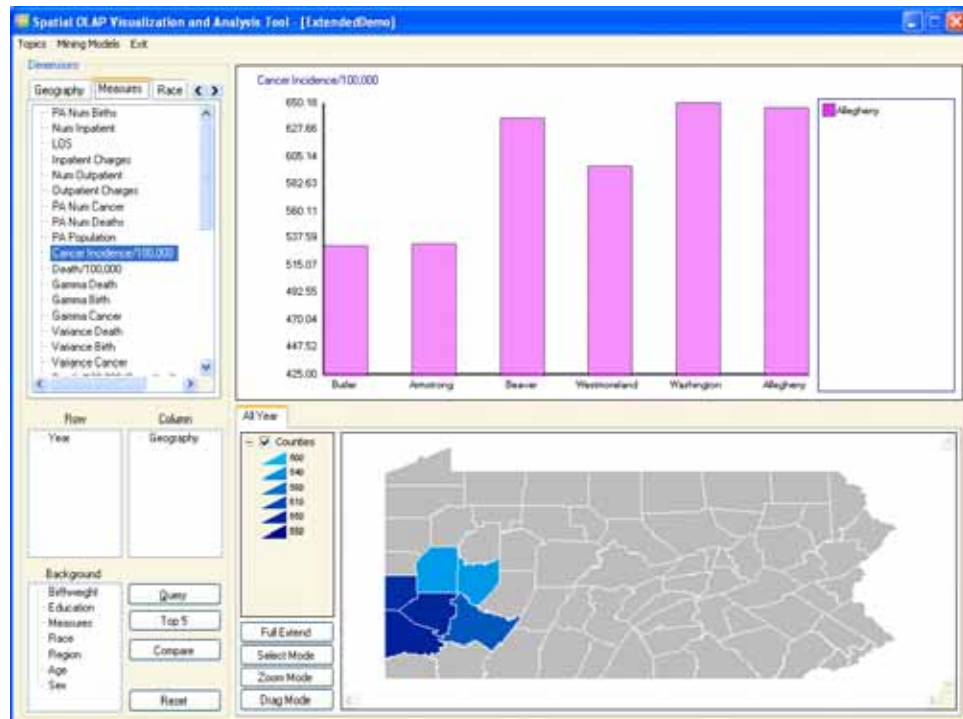 Spatial OLAP Visualization and Analysis Tool - [ExtendedDemo]
Topics Mining Models Exit
Dimensions
Geography Measures Race
PA Num Births
Num Inpatient
LOS
Inpatient Charges
Num Outpatient
Outpatient Charges
PA Num Cancer
PA Num Deaths
PA Population
Cancer Incidence/100,000
Death/100,000
Gamma Death
Gamma Birth
Gamma Cancer
Variance Death
Variance Birth
Variance Cancer
Cancer Incidence/100,000
650.18
627.66
605.14
582.63
560.11
537.59
515.07
492.55
470.04
447.52
425.00
Butler Armstrong Beaver Westmoreland Washington Allegheny
Allegheny
Row
Year
Column
Geography
Background
Birthweight
Education
Measures
Race
Region
Age
Sex
Query
Top 5
Compare
Reset
All Year
Counties
540
610
Full Extend
Select Mode
Zoom Mode
Drag Mode